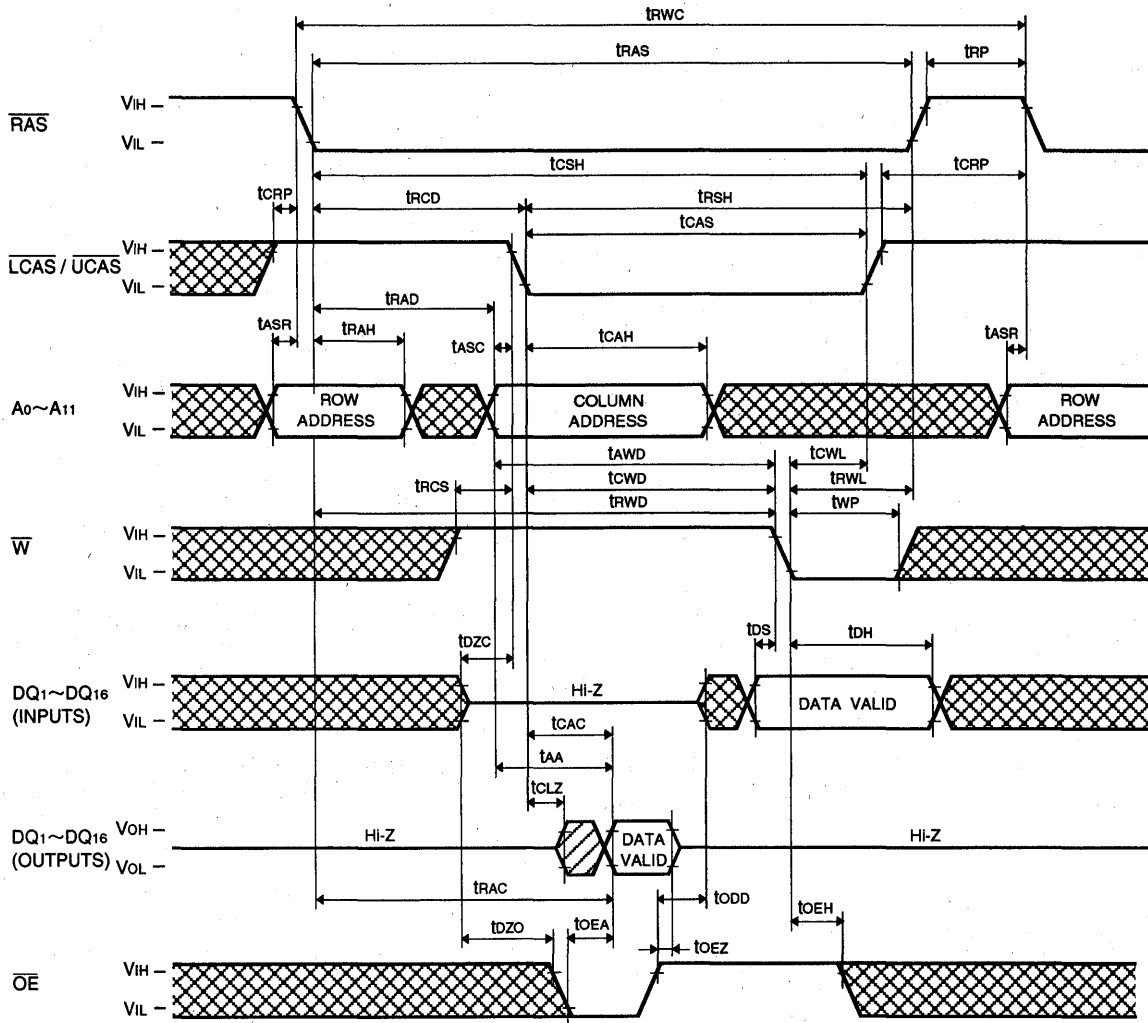 tRWC
tRAS
tRP
RAS
VIH
VIL
tCSH
tCRP
tCRP
tRCD
tRSH
tCAS
LCAS / UCAS
VIH
VIL
tRAD
tASR
tRAH
tASC
tCAH
tASR
A0~A11
VIH
VIL
ROW
ADDRESS
COLUMN
ADDRESS
ROW
ADDRESS
tAWD
tCWL
tRCS
tCWD
tRWL
tRWD
tWP
W
VIH
VIL
tDZC
tDS
tDH
DQ1~DQ16
(INPUTS)
VIH
VIL
Hi-Z
DATA VALID
tCAC
tAA
tCLZ
DQ1~DQ16
(OUTPUTS)
VOH
VOL
Hi-Z
DATA
VALID
Hi-Z
tRAC
tODD
tDZO
tOEA
tOEZ
tOEH
OE
VIH
VIL